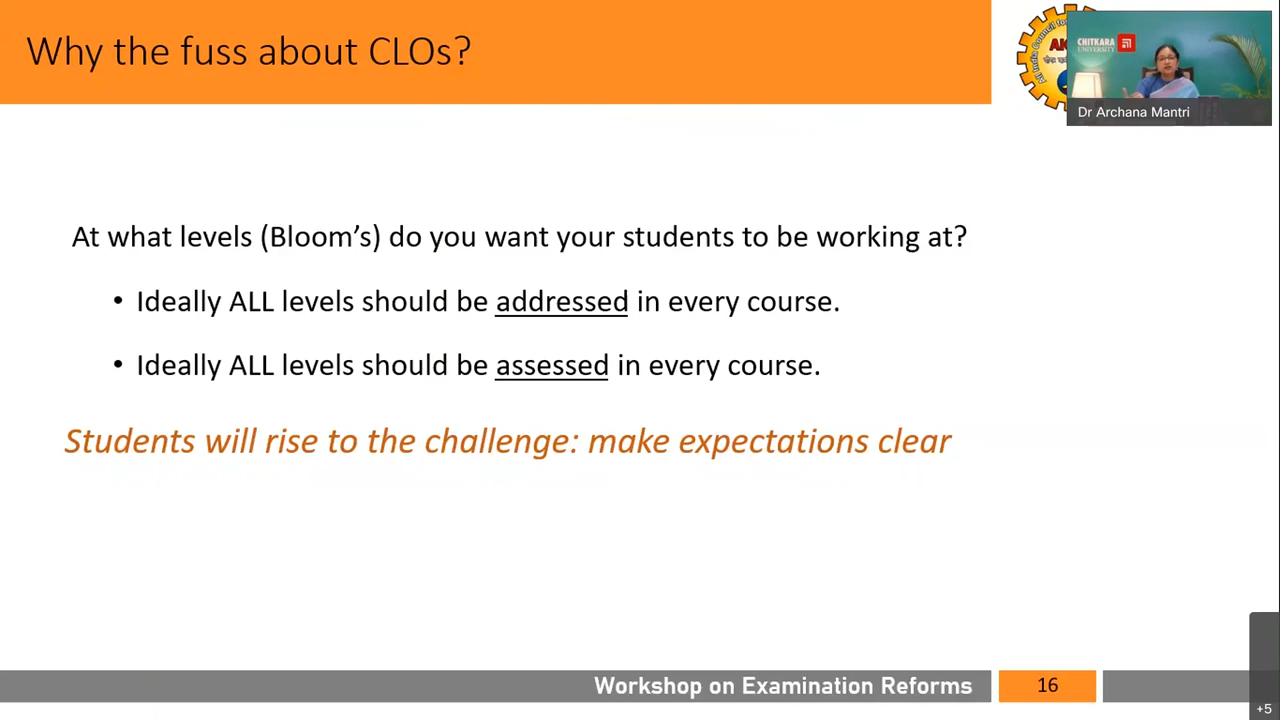 Why the fuss about CLOs?
CHITKARA
UNIVERSITY
Dr Archana Mantri
At what levels (Bloom’s) do you want your students to be working at?
• Ideally ALL levels should be addressed in every course.
• Ideally ALL levels should be assessed in every course.
Students will rise to the challenge: make expectations clear
Workshop on Examination Reforms
16
+5